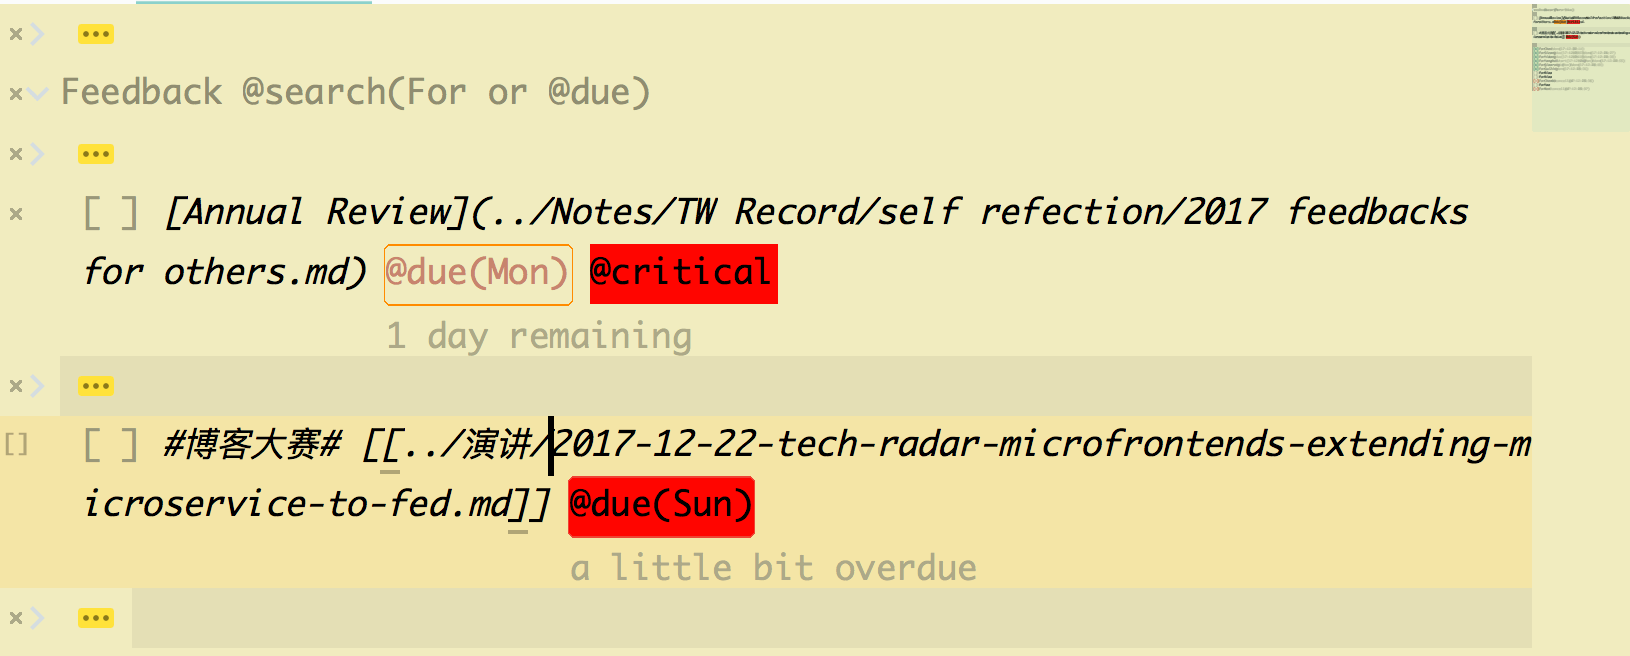 Feedback @search(For or @due)
[ ] [Annual Review](../Notes/TW Record/self refection/2017 feedbacks
for others.md) @due(Mon) @critical
1 day remaining
[ ] #博客大赛# [[../演讲/2017-12-22-tech-radar-microfrontends-extending-m
icroservice-to-fed.md]] @due(Sun)
a little bit overdue